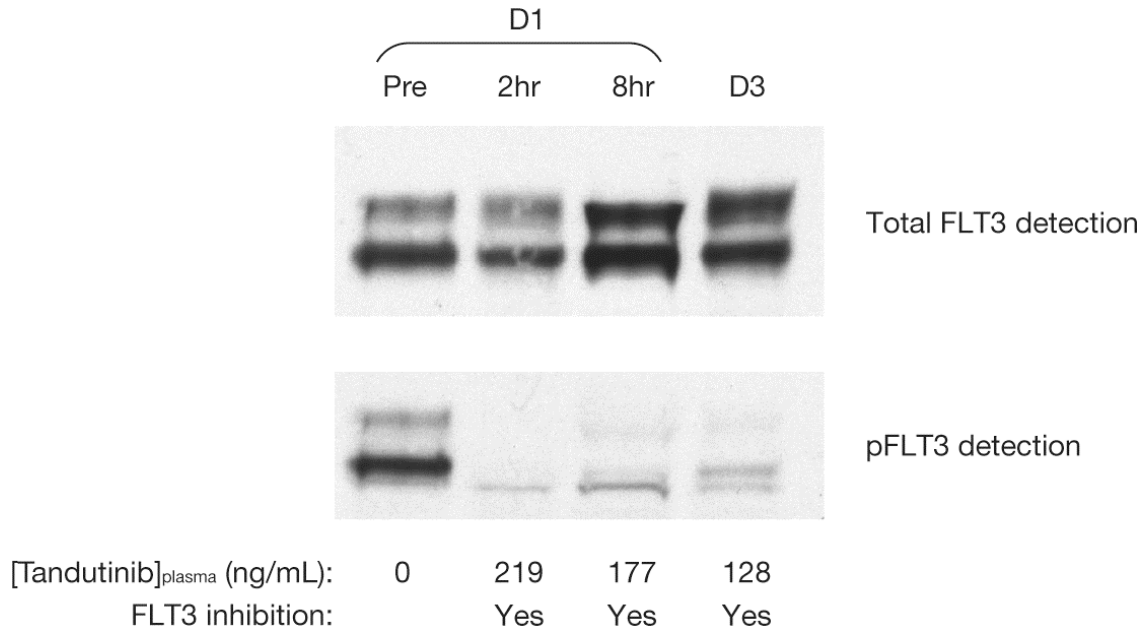 D1
Pre 2hr 8hr D3
Total FLT3 detection
pFLT3 detection
[Tandutinib]plasma (ng/mL): 0 219 177 128
FLT3 inhibition: Yes Yes Yes